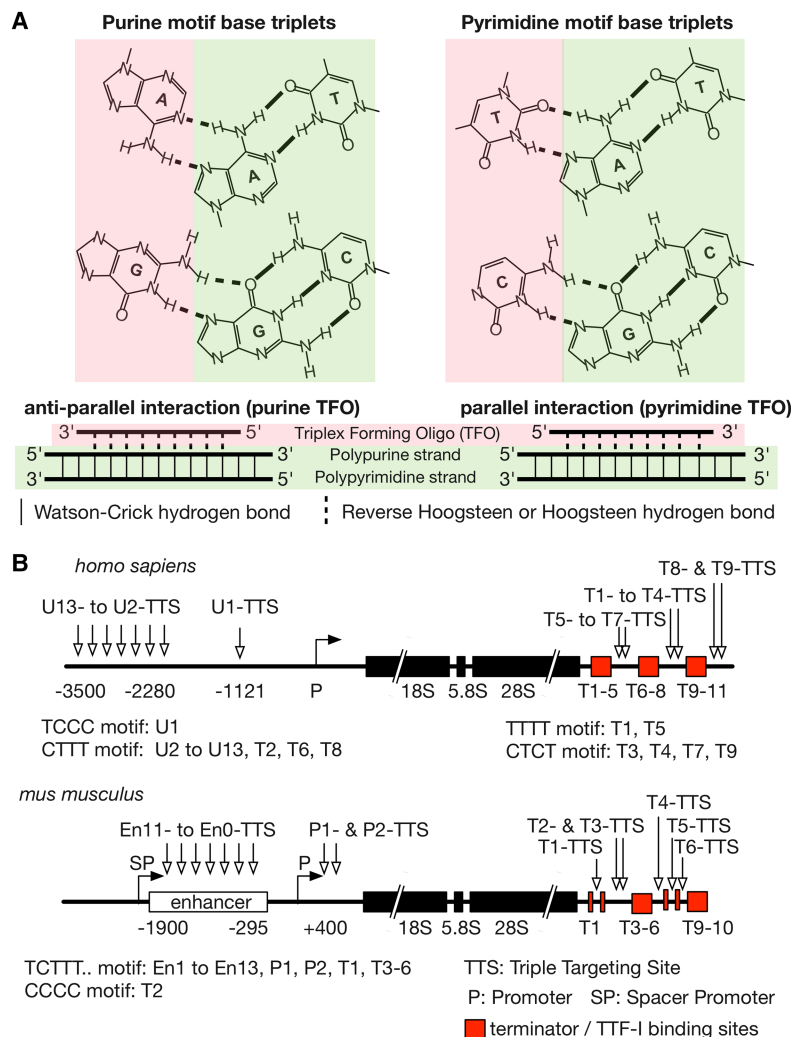 A
Purine motif base triplets
Pyrimidine motif base triplets
N N N N A N H H
H H N N N N N A
O T N H N O
N N N N G O N H N H H
O N N N N G H N H H
H N H C N N O
T N O N H O
H H N N N N N A
O T N H N O
C N O N H N H H
O N N N N G H N H H
H N H C N N O
anti-parallel interaction (purine TFO)
parallel interaction (pyrimidine TFO)
3' 5' Triplex Forming Oligo (TFO) 5' 3'
5' 3' Polypurine strand 5' 3'
3' 5' Polypyrimidine strand 3' 5'
Watson-Crick hydrogen bond
Reverse Hoogsteen or Hoogsteen hydrogen bond
B
homo sapiens
T8- & T9-TTS
U13- to U2-TTS U1-TTS T1- to T4-TTS
T5- to T7-TTS
-3500 -2280 -1121 P 18S 5.8S 28S T1-5 T6-8 T9-11
TCCC motif: U1
CTTT motif: U2 to U13, T2, T6, T8
TTTT motif: T1, T5
CTCT motif: T3, T4, T7, T9
mus musculus
T4-TTS
En11- to En0-TTS P1- & P2-TTS T2- & T3-TTS T5-TTS
T1-TTS T6-TTS
SP P
enhancer
-1900 -295 +400 18S 5.8S 28S T1 T3-6 T9-10
TCTTT.. motif: En1 to En13, P1, P2, T1, T3-6
CCCC motif: T2
TTS: Triple Targeting Site
P: Promoter SP: Spacer Promoter
terminator / TTF-I binding sites